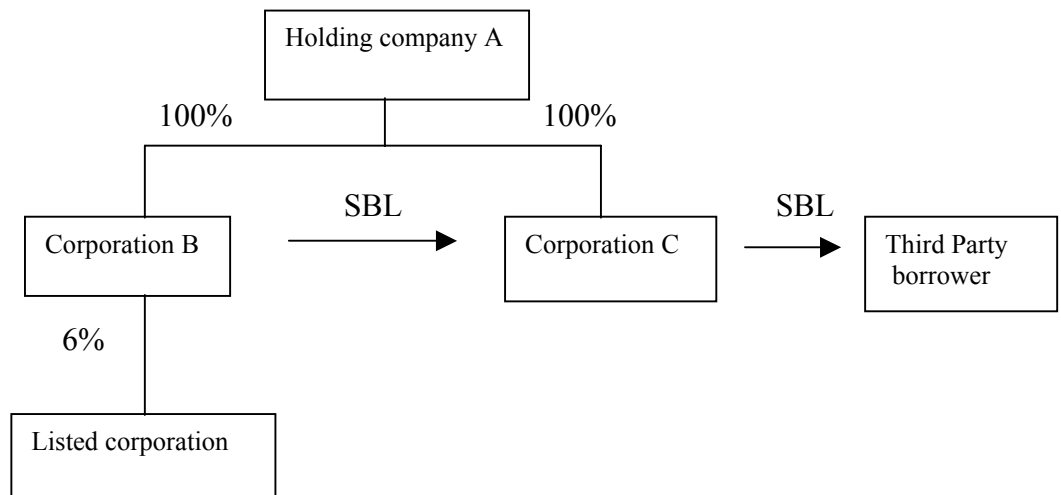 Holding company A
100%
100%
SBL
SBL
Corporation B
Corporation C
Third Party
borrower
6%
Listed corporation